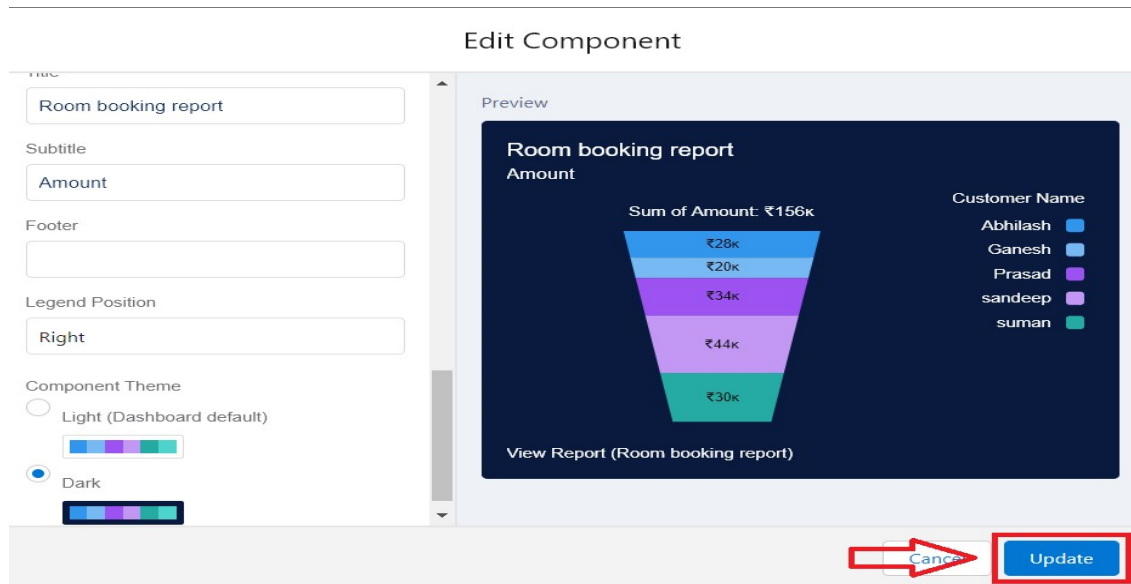 Edit Component
Title
Room booking report
Subtitle
Amount
Footer
Legend Position
Right
Component Theme
Light (Dashboard default)
Dark
Preview
Room booking report
Amount
Sum of Amount: ₹156K
₹28K
₹20K
₹34K
₹44K
₹30K
Customer Name
Abhilash
Ganesh
Prasad
sandeep
suman
View Report (Room booking report)
Cancel
Update